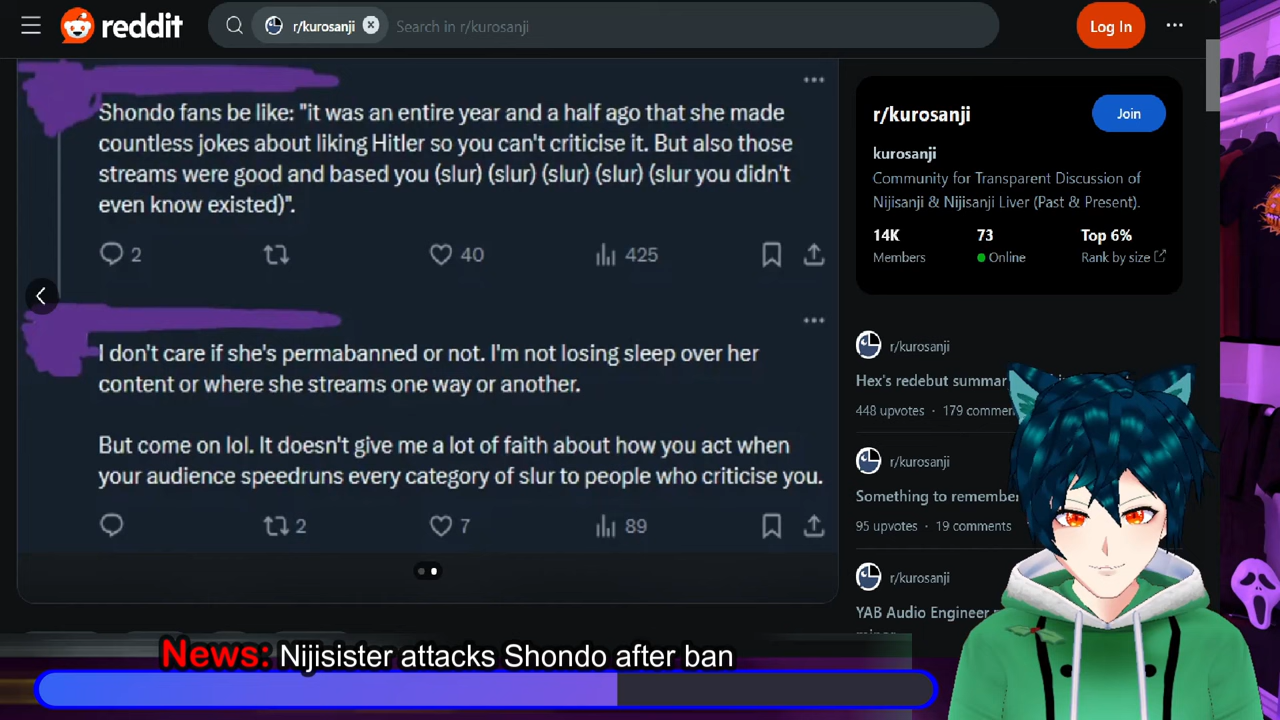 reddit
r/kurosanji
Search in r/kurosanji
Log In
Shondo fans be like: "it was an entire year and a half ago that she made
countless jokes about liking Hitler so you can't criticise it. But also those
streams were good and based you (slur) (slur) (slur) (slur) (slur you didn't
even know existed)".
2
40
425
I don't care if she's permabanned or not. I'm not losing sleep over her
content or where she streams one way or another.
But come on lol. It doesn't give me a lot of faith about how you act when
your audience speedruns every category of slur to people who criticise you.
2
7
89
r/kurosanji
Join
kurosanji
Community for Transparent Discussion of
Nijisanji & Nijisanji Liver (Past & Present).
14K
73
Top 6%
Members
Online
Rank by size
r/kurosanji
Hex's redebut summar
448 upvotes · 179 commen
r/kurosanji
Something to remember
95 upvotes · 19 comments
r/kurosanji
YAB Audio Engineer
News: Nijisister attacks Shondo after ban